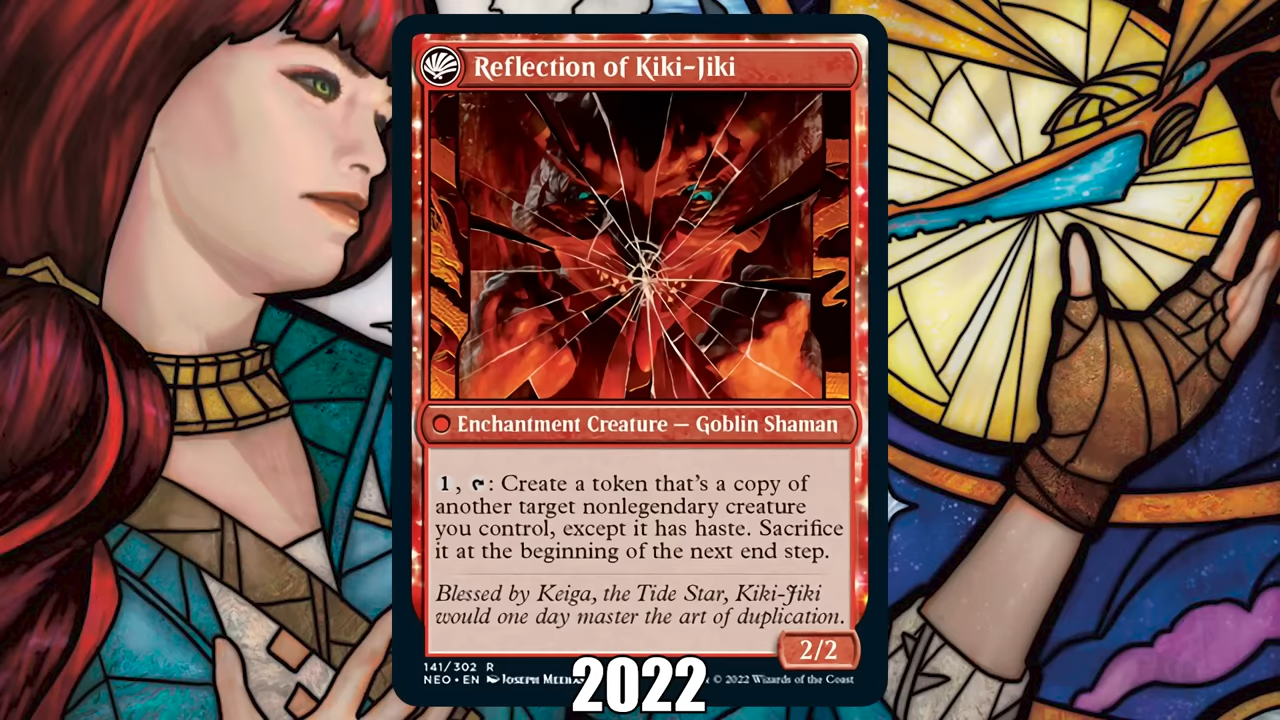 Reflection of Kiki-Jiki
Enchantment Creature — Goblin Shaman
1, : Create a token that's a copy of
another target nonlegendary creature
you control, except it has haste. Sacrifice
it at the beginning of the next end step.
Blessed by Keiga, the Tide Star, Kiki-Jiki
would one day master the art of duplication.
2/2
141/302 R
NEO • EN Joseph
© 2022 Wizards of the Coast
2022